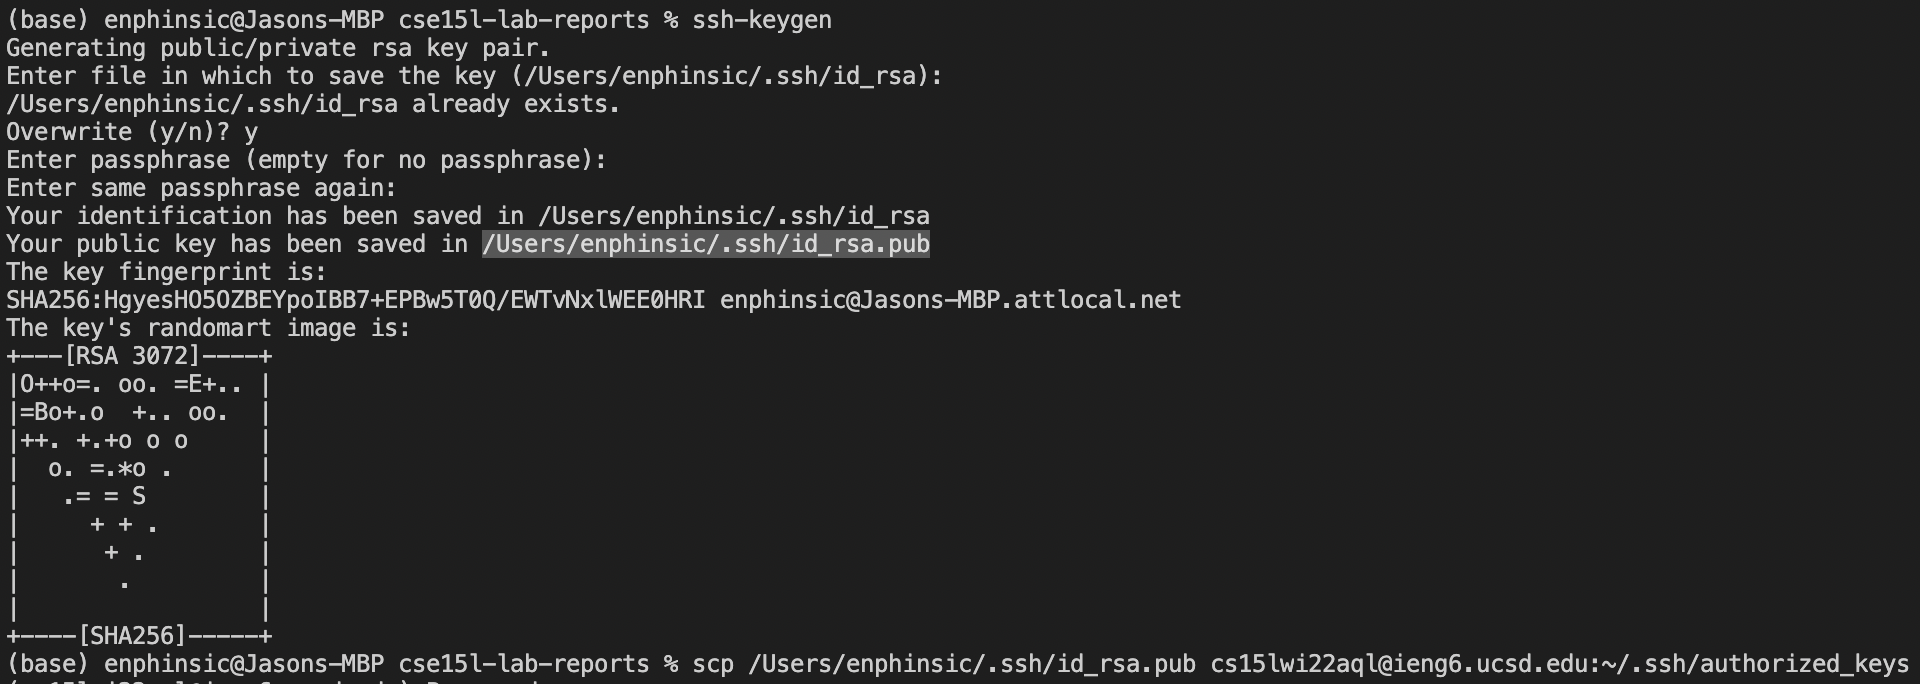 (base) enphinsic@Jasons-MBP cse15l-lab-reports % ssh-keygen
Generating public/private rsa key pair.
Enter file in which to save the key (/Users/enphinsic/.ssh/id_rsa):
/Users/enphinsic/.ssh/id_rsa already exists.
Overwrite (y/n)? y
Enter passphrase (empty for no passphrase):
Enter same passphrase again:
Your identification has been saved in /Users/enphinsic/.ssh/id_rsa
Your public key has been saved in /Users/enphinsic/.ssh/id_rsa.pub
The key fingerprint is:
SHA256:HgyesHO5OZBEYpoIBB7+EPBw5T0Q/EWTvNxlWEE0HRI enphinsic@Jasons-MBP.attlocal.net
The key's randomart image is:
+---[RSA 3072]----+
|O++o=. oo. =E+.. |
|=Bo+.o  +.. oo.  |
|++. +.+o o o     |
|  o. =.*o .      |
|   .= = S        |
|     + + .       |
|      + .        |
|       .         |
|                 |
+----[SHA256]-----+
(base) enphinsic@Jasons-MBP cse15l-lab-reports % scp /Users/enphinsic/.ssh/id_rsa.pub cs15lwi22aql@ieng6.ucsd.edu:~/.ssh/authorized_keys